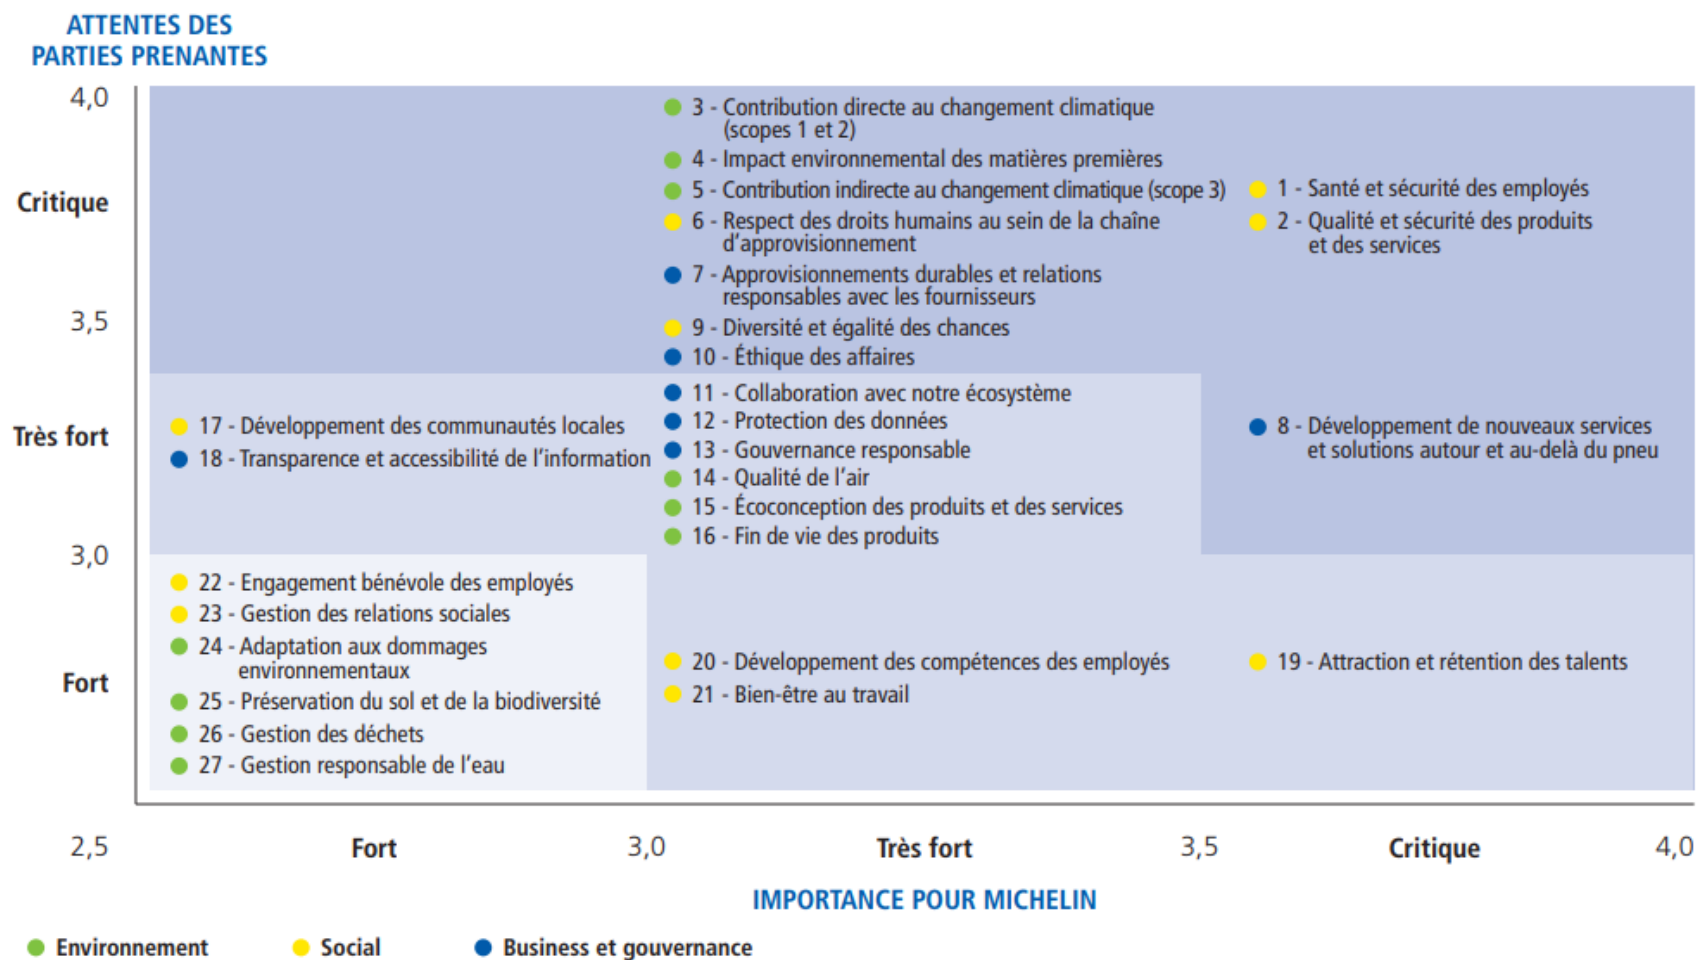 ATTENTES DES
PARTIES PRENANTES
4,0
Critique
3,5
Très fort
3,0
Fort
3 - Contribution directe au changement climatique
(scopes 1 et 2)
4 - Impact environnemental des matières premières
5 - Contribution indirecte au changement climatique (scope 3)
6 - Respect des droits humains au sein de la chaîne
d’approvisionnement
7 - Approvisionnements durables et relations
responsables avec les fournisseurs
9 - Diversité et égalité des chances
10 - Éthique des affaires
1 - Santé et sécurité des employés
2 - Qualité et sécurité des produits
et des services
17 - Développement des communautés locales
18 - Transparence et accessibilité de l’information
11 - Collaboration avec notre écosystème
12 - Protection des données
13 - Gouvernance responsable
14 - Qualité de l’air
15 - Écoconception des produits et des services
16 - Fin de vie des produits
8 - Développement de nouveaux services
et solutions autour et au-delà du pneu
22 - Engagement bénévole des employés
23 - Gestion des relations sociales
24 - Adaptation aux dommages
environnementaux
25 - Préservation du sol et de la biodiversité
26 - Gestion des déchets
27 - Gestion responsable de l’eau
20 - Développement des compétences des employés
21 - Bien-être au travail
19 - Attraction et rétention des talents
2,5 Fort 3,0 Très fort 3,5 Critique 4,0
IMPORTANCE POUR MICHELIN
Environnement Social Business et gouvernance